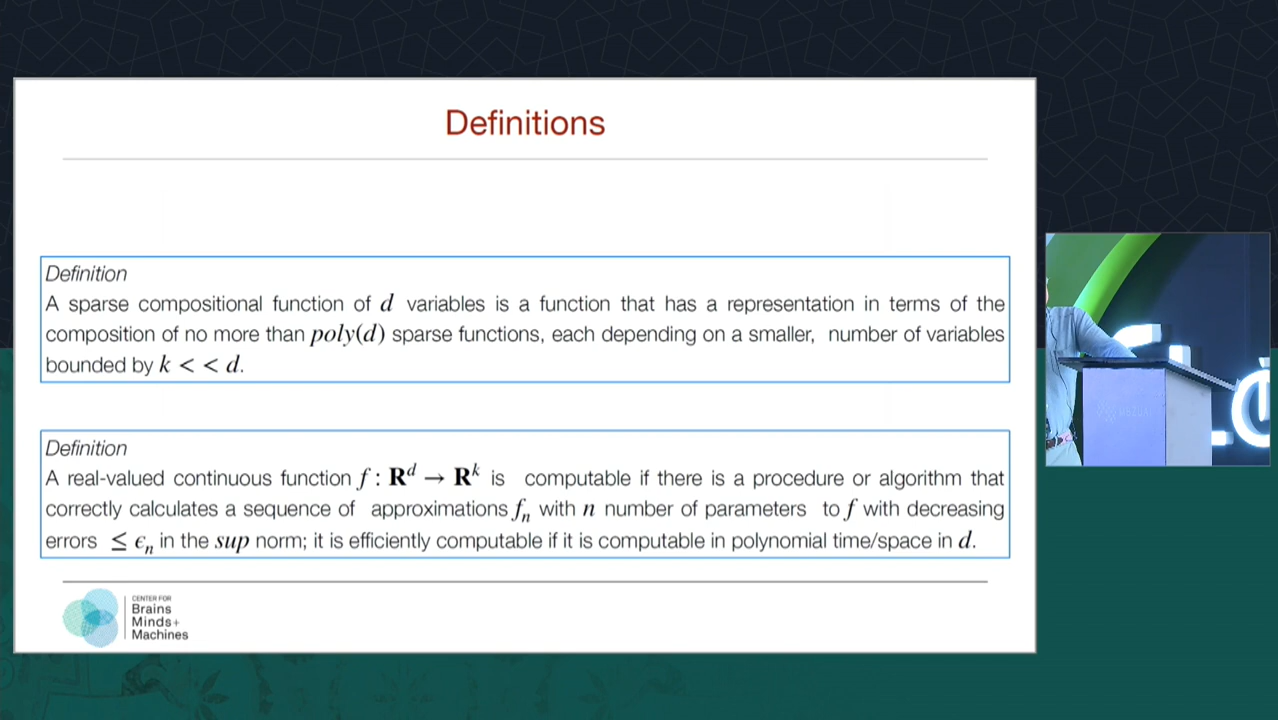 Definitions
Definition
A sparse compositional function of d variables is a function that has a representation in terms of the
composition of no more than poly(d) sparse functions, each depending on a smaller, number of variables
bounded by k < < d.
Definition
A real-valued continuous function f : R^d → R^k is computable if there is a procedure or algorithm that
correctly calculates a sequence of approximations f_n with n number of parameters to f with decreasing
errors ≤ ϵ_n in the sup norm; it is efficiently computable if it is computable in polynomial time/space in d.
CENTER FOR
Brains
Minds+
Machines